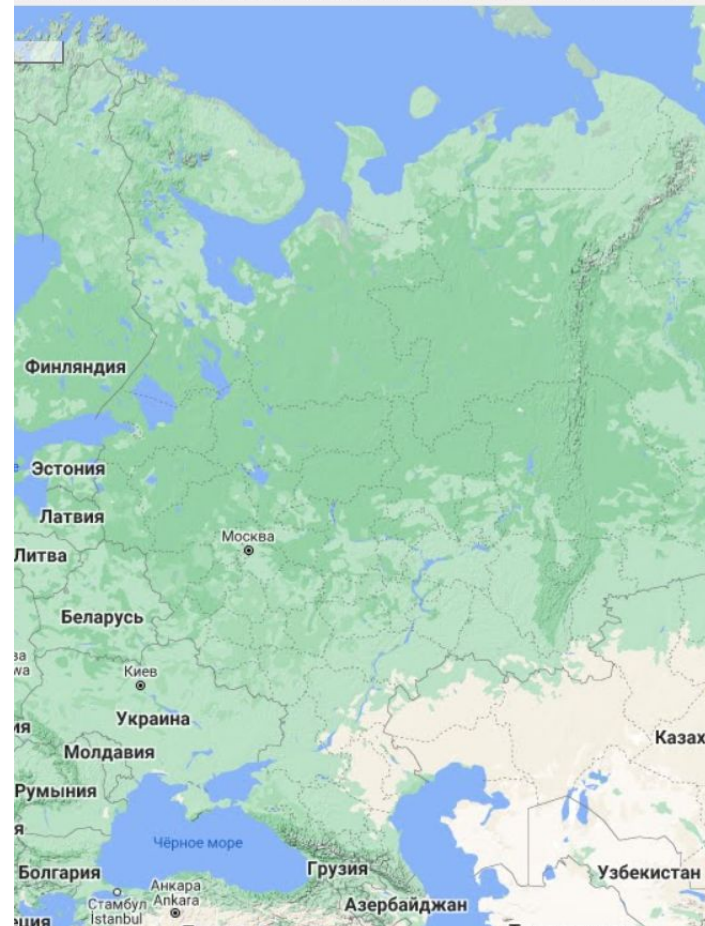 Финляндия
Эстония
Латвия
Москва
Литва
Беларусь
Киев
Украина
Молдавия
Казах
Румыния
Чёрное море
Болгария
Грузия
Узбекистан
Анкара
Ankara
Стамбул
Istanbul
Азербайджан